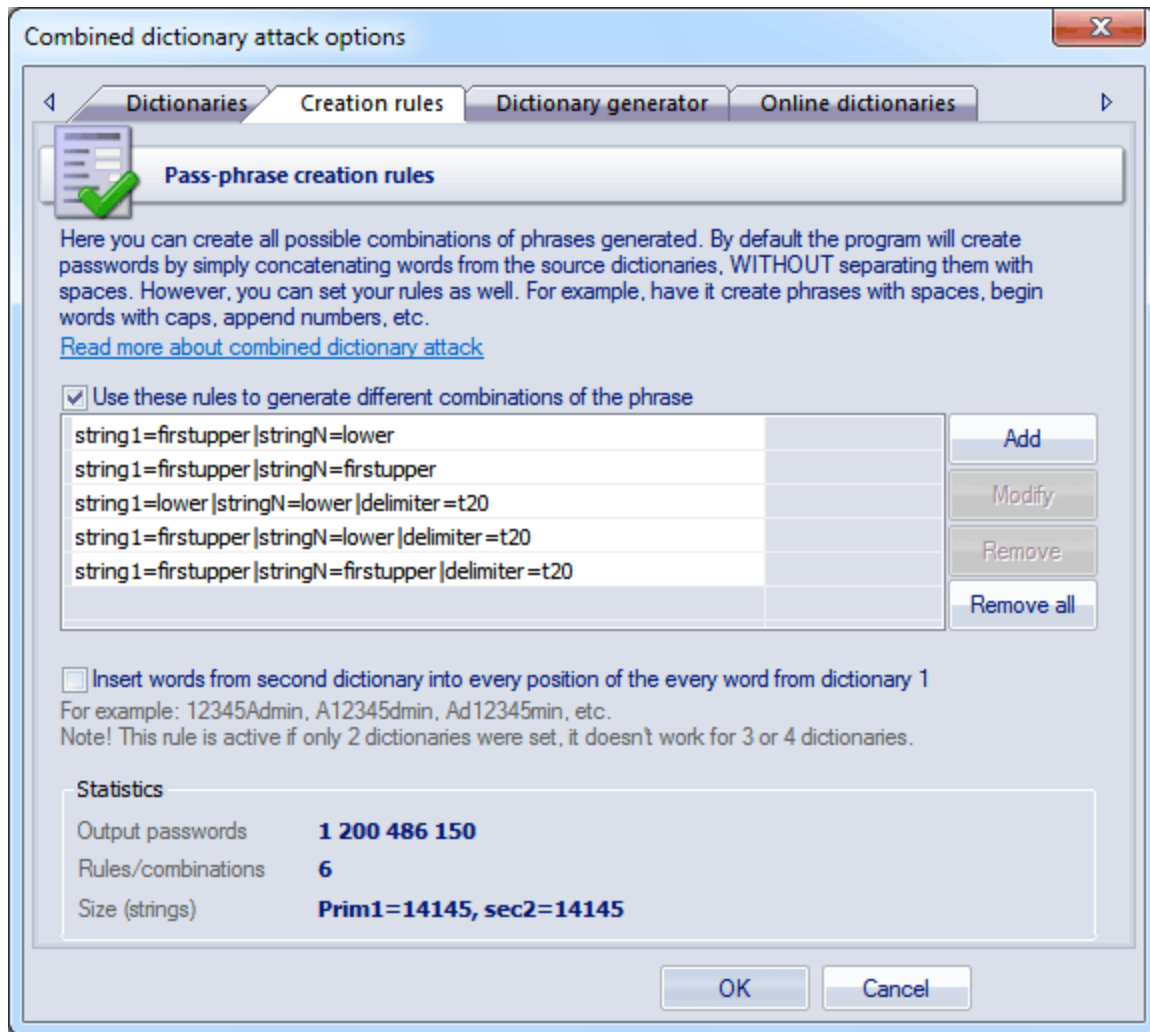 Combined dictionary attack options
Dictionaries
Creation rules
Dictionary generator
Online dictionaries
Pass-phrase creation rules
Here you can create all possible combinations of phrases generated. By default the program will create
passwords by simply concatenating words from the source dictionaries, WITHOUT separating them with
spaces. However, you can set your rules as well. For example, have it create phrases with spaces, begin
words with caps, append numbers, etc.
Read more about combined dictionary attack
Use these rules to generate different combinations of the phrase
string1=firstupper|stringN=lower
string1=firstupper|stringN=firstupper
string1=lower|stringN=lower|delimiter=t20
string1=firstupper|stringN=lower|delimiter=t20
string1=firstupper|stringN=firstupper|delimiter=t20
Add
Modify
Remove
Remove all
Insert words from second dictionary into every position of the every word from dictionary 1
For example: 12345Admin, A12345dmin, Ad12345min, etc.
Note! This rule is active if only 2 dictionaries were set, it doesn't work for 3 or 4 dictionaries.
Statistics
Output passwords 1 200 486 150
Rules/combinations 6
Size (strings) Prim1=14145, sec2=14145
OK
Cancel